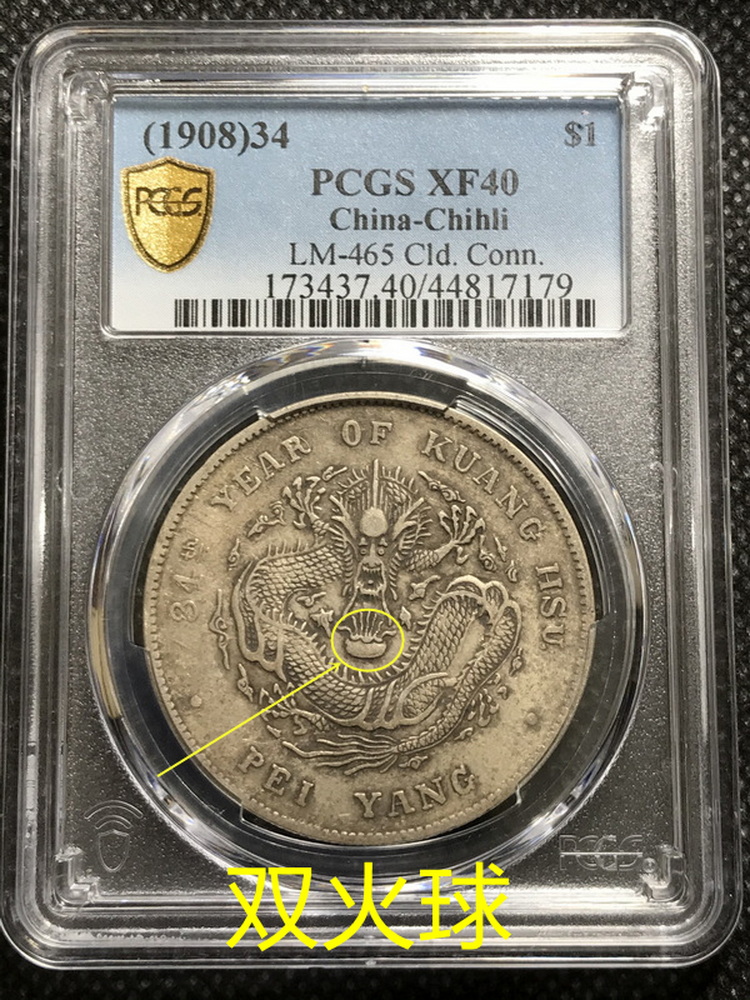 (1908)34 $1
PCGS XF40
China-Chihli
LM-465 Cld. Conn.
173437.40/44817179
PCGS
34TH YEAR OF KUANG HSU
PEI YANG
PCGS
双火球